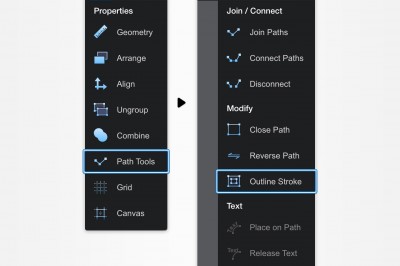 Properties
Geometry
Arrange
Align
Ungroup
Combine
Path Tools
Grid
Canvas
Join / Connect
Join Paths
Connect Paths
Disconnect
Modify
Close Path
Reverse Path
Outline Stroke
Text
Place on Path
Release Text